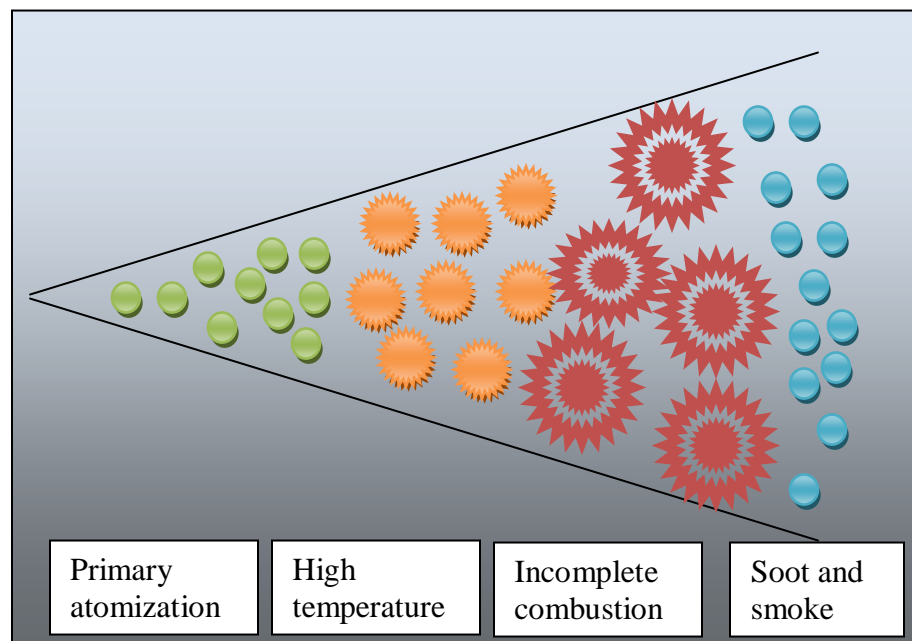 Primary
atomization
High
temperature
Incomplete
combustion
Soot and
smoke